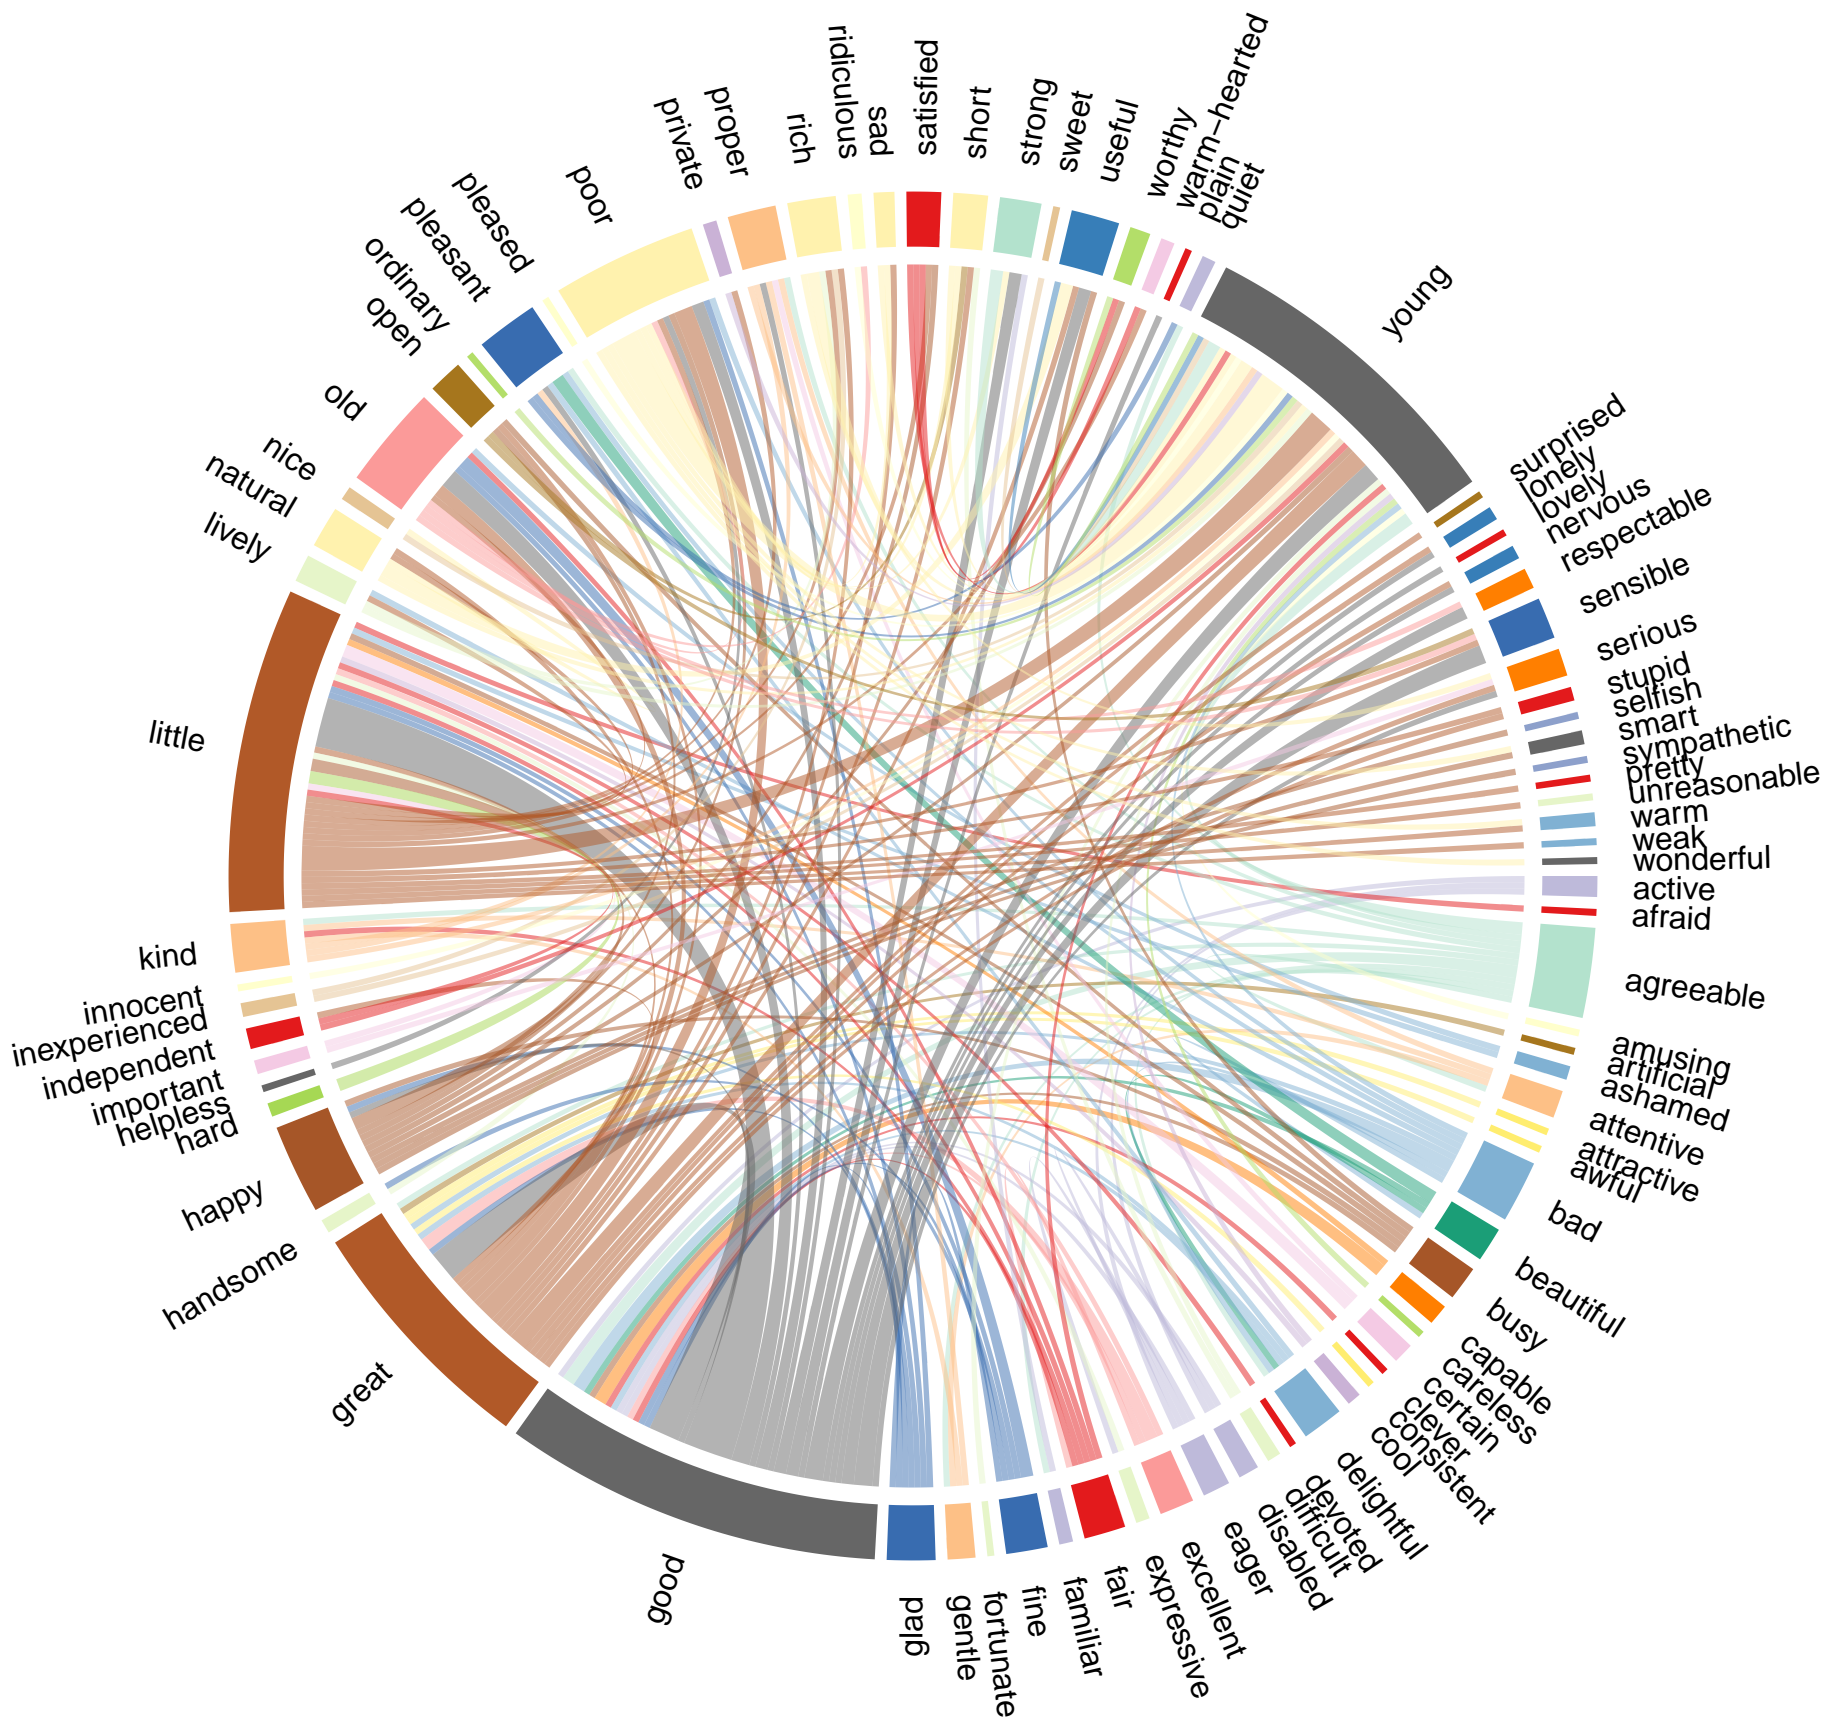 ridiculous
sad
satisfied
short
strong
sweet
useful
worthy
warm–hearted
plain
quiet
young
surprised
lonely
lovely
nervous
respectable
sensible
serious
stupid
selfish
smart
sympathetic
pretty
unreasonable
warm
weak
wonderful
active
afraid
agreeable
amusing
artificial
ashamed
attentive
attractive
awful
bad
beautiful
busy
capable
careless
certain
clever
consistent
cool
delightful
devoted
difficult
disabled
eager
excellent
expressive
fair
familiar
fine
fortunate
gentle
glad
good
great
handsome
happy
hard
helpless
important
independent
inexperienced
innocent
kind
little
lively
natural
nice
old
open
ordinary
pleasant
pleased
poor
private
proper
rich